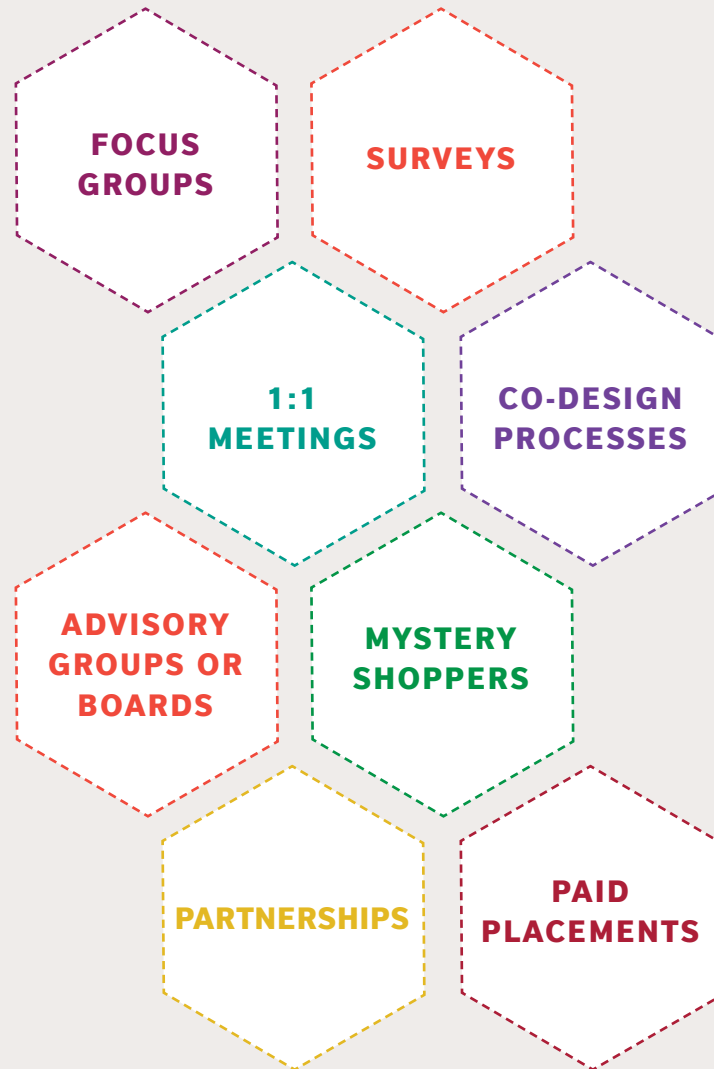 FOCUS
GROUPS
SURVEYS
1:1
MEETINGS
CO-DESIGN
PROCESSES
ADVISORY
GROUPS OR
BOARDS
MYSTERY
SHOPPERS
PARTNERSHIPS
PAID
PLACEMENTS